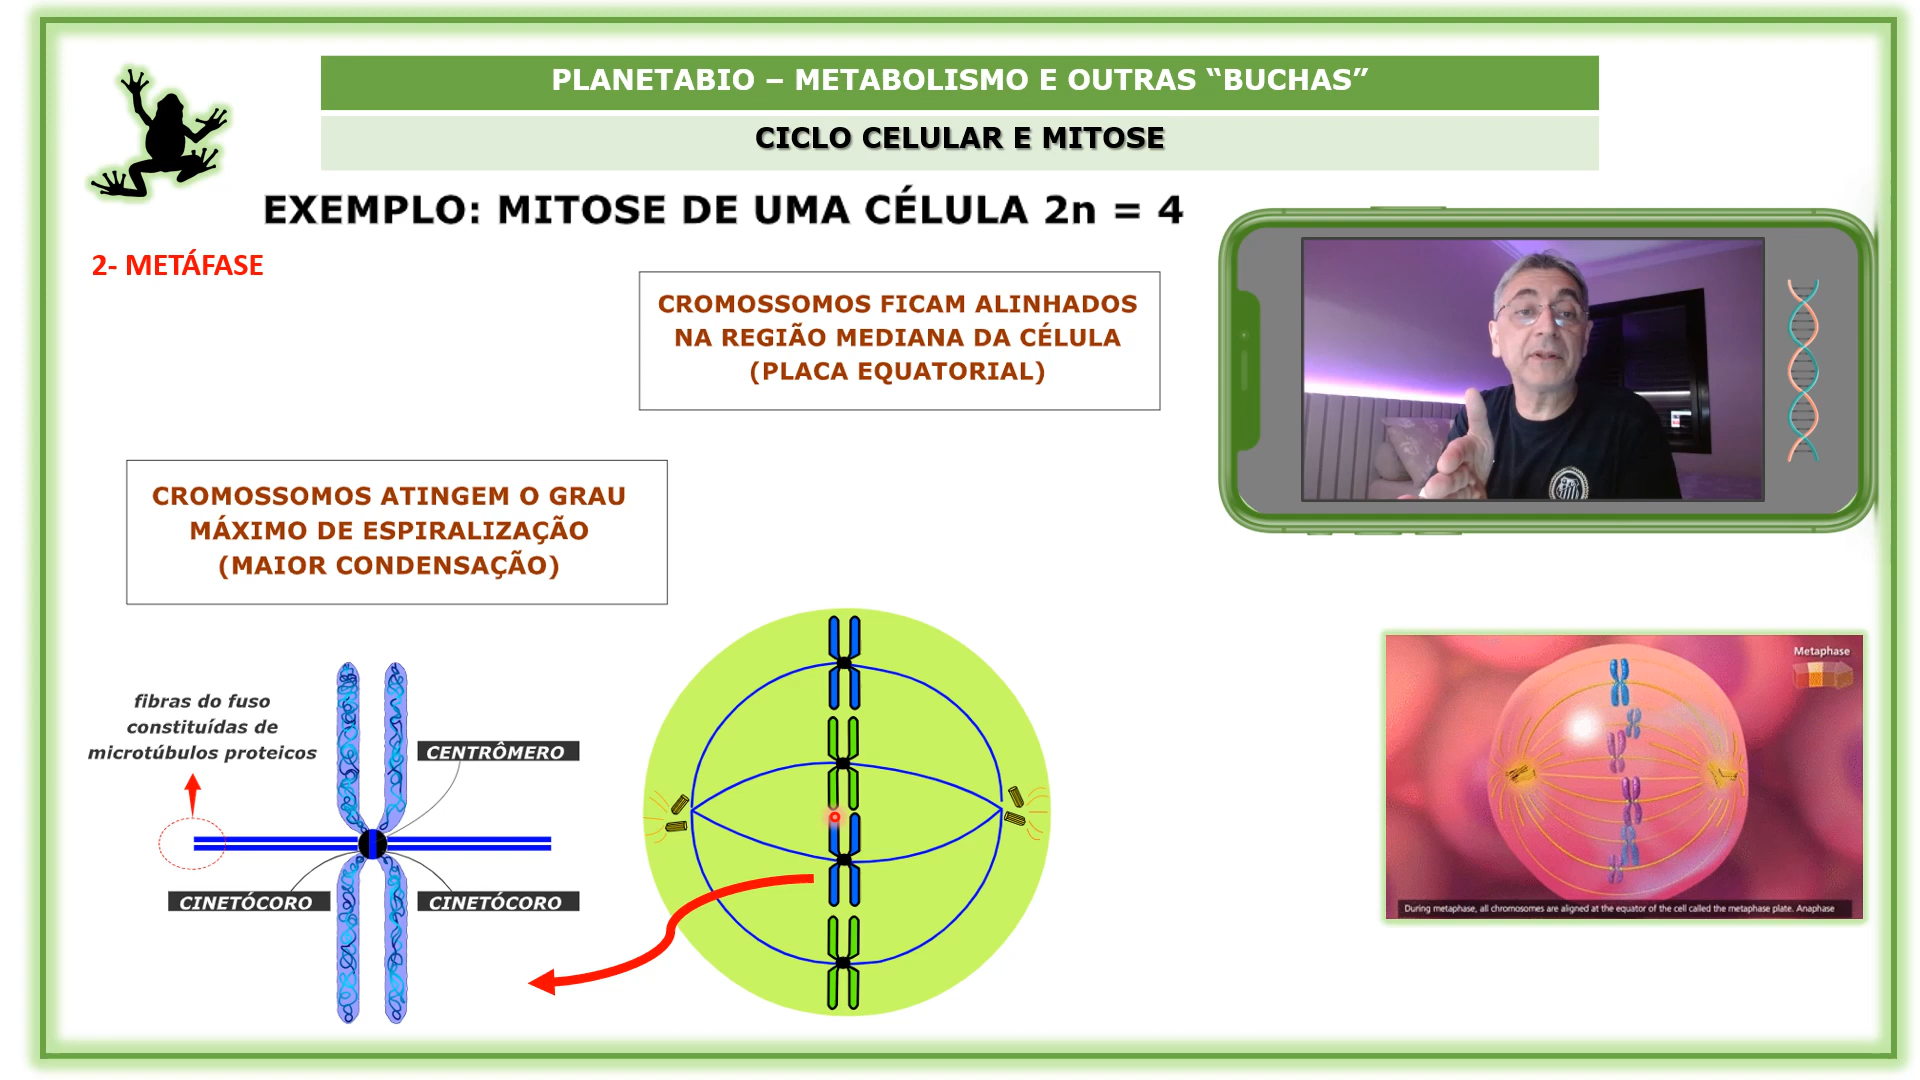 PLANETABIO – METABOLISMO E OUTRAS “BUCHAS”
CICLO CELULAR E MITOSE
EXEMPLO: MITOSE DE UMA CÉLULA 2n = 4
2- METÁFASE
CROMOSSOMOS FICAM ALINHADOS
NA REGIÃO MEDIANA DA CÉLULA
(PLACA EQUATORIAL)
CROMOSSOMOS ATINGEM O GRAU
MÁXIMO DE ESPIRALIZAÇÃO
(MAIOR CONDENSAÇÃO)
fibras do fuso
constituídas de
microtúbulos proteicos
CENTRÔMERO
CINETÓCORO
CINETÓCORO
Metaphase
During metaphase, all chromosomes are aligned at the equator of the cell called the metaphase plate. Anaphase